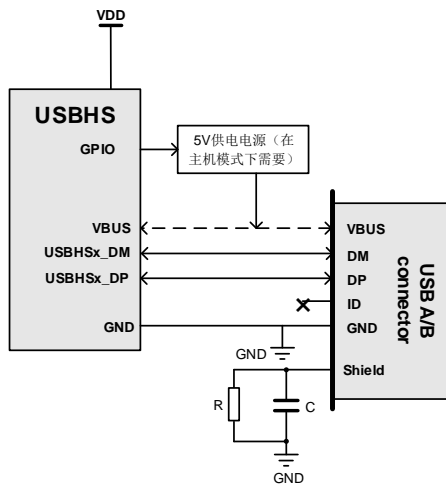 VDD
USBHS
GPIO
5V供电电源（在
主机模式下需要）
VBUS
USBHSx_DM
USBHSx_DP
GND
VBUS
DM
DP
ID
GND
Shield
USB A/B
connector
GND
R
C
GND